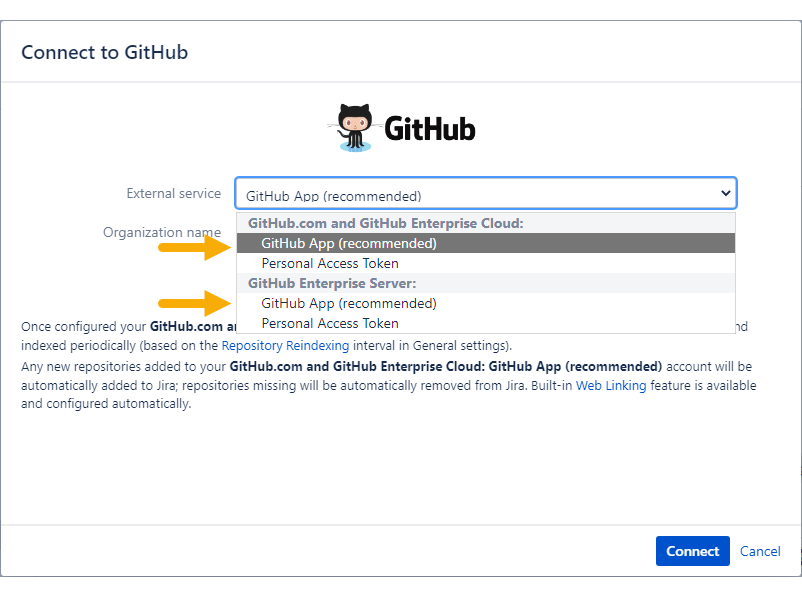 Connect to GitHub
GitHub
External service
GitHub App (recommended)
Organization name
GitHub.com and GitHub Enterprise Cloud:
GitHub App (recommended)
Personal Access Token
GitHub Enterprise Server:
GitHub App (recommended)
Personal Access Token
Once configured your GitHub.com
indexed periodically (based on the Repository Reindexing interval in General settings).
Any new repositories added to your GitHub.com and GitHub Enterprise Cloud: GitHub App (recommended) account will be
automatically added to Jira; repositories missing will be automatically removed from Jira. Built-in Web Linking feature is available
and configured automatically.
Connect Cancel